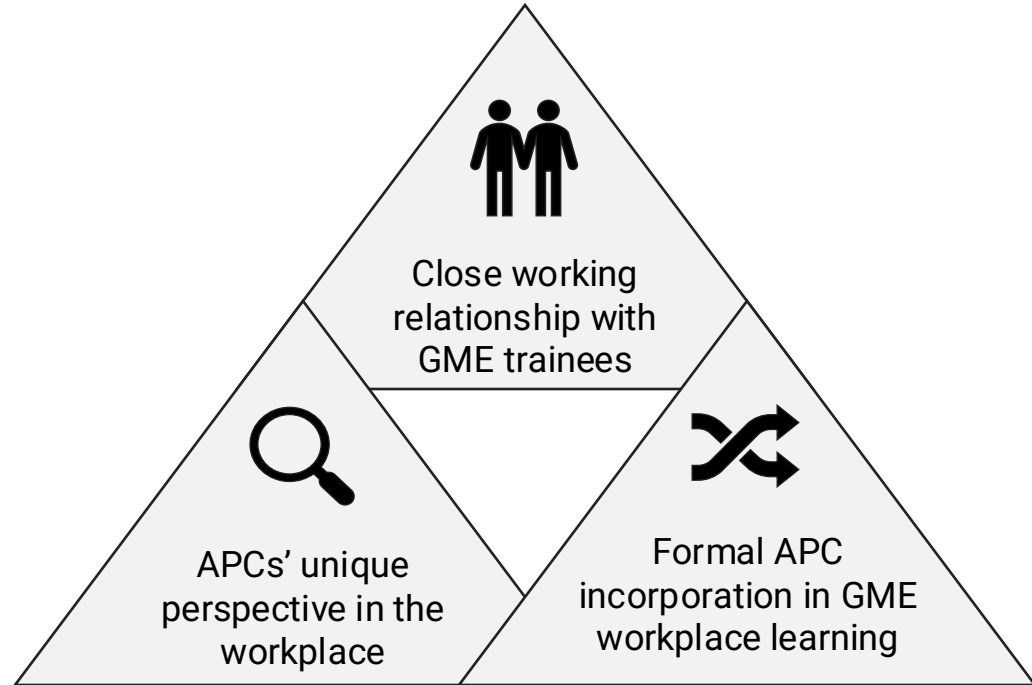 Close working
relationship with
GME trainees
APCs’ unique
perspective in the
workplace
Formal APC
incorporation in GME
workplace learning